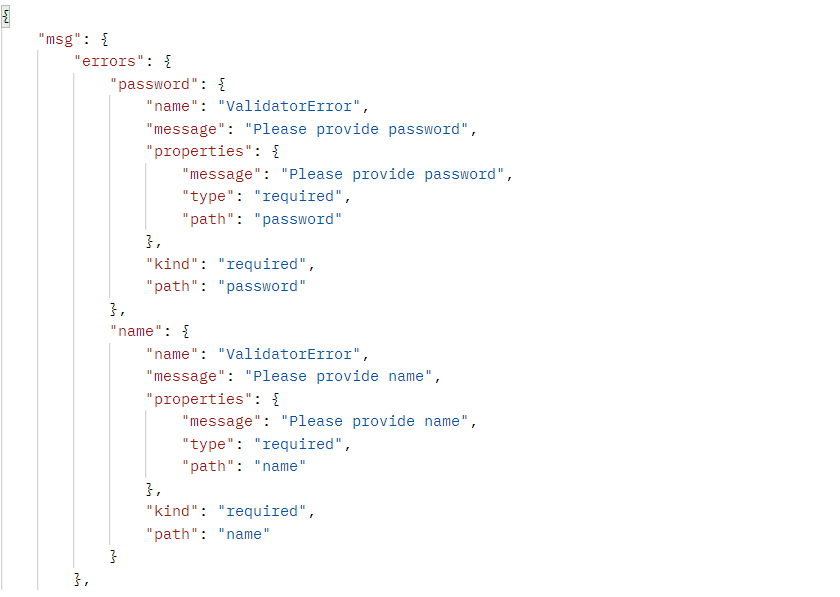 {
"msg": {
"errors": {
"password": {
"name": "ValidatorError",
"message": "Please provide password",
"properties": {
"message": "Please provide password",
"type": "required",
"path": "password"
},
"kind": "required",
"path": "password"
},
"name": {
"name": "ValidatorError",
"message": "Please provide name",
"properties": {
"message": "Please provide name",
"type": "required",
"path": "name"
},
"kind": "required",
"path": "name"
}
},